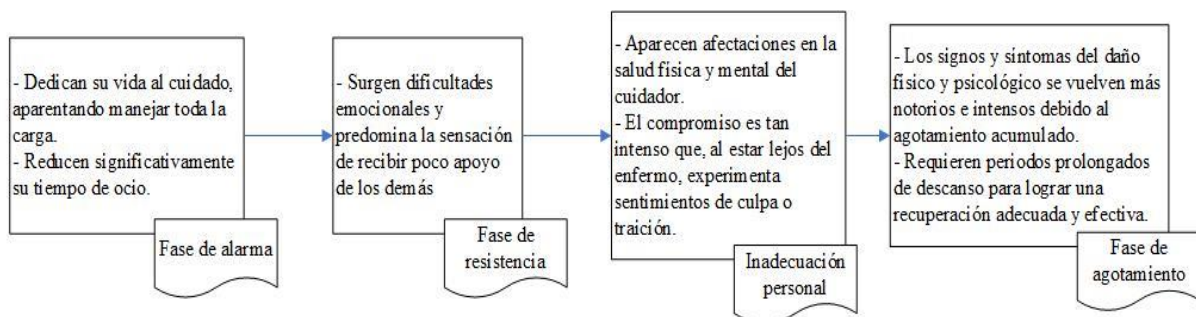 - Dedican su vida al cuidado,
aparentando manejar toda la
carga.
- Reducen significativamente
su tiempo de ocio.
Fase de alarma
- Surgen dificultades
emocionales y
predomina la sensación
de recibir poco apoyo
de los demás
Fase de
resistencia
- Aparecen afectaciones en la
salud física y mental del
cuidador.
- El compromiso es tan
intenso que, al estar lejos del
enfermo, experimenta
sentimientos de culpa o
traición.
Inadecuación
personal
- Los signos y síntomas del daño
físico y psicológico se vuelven más
notorios e intensos debido al
agotamiento acumulado.
- Requieren periodos prolongados
de descanso para lograr una
recuperación adecuada y efectiva.
Fase de
agotamiento